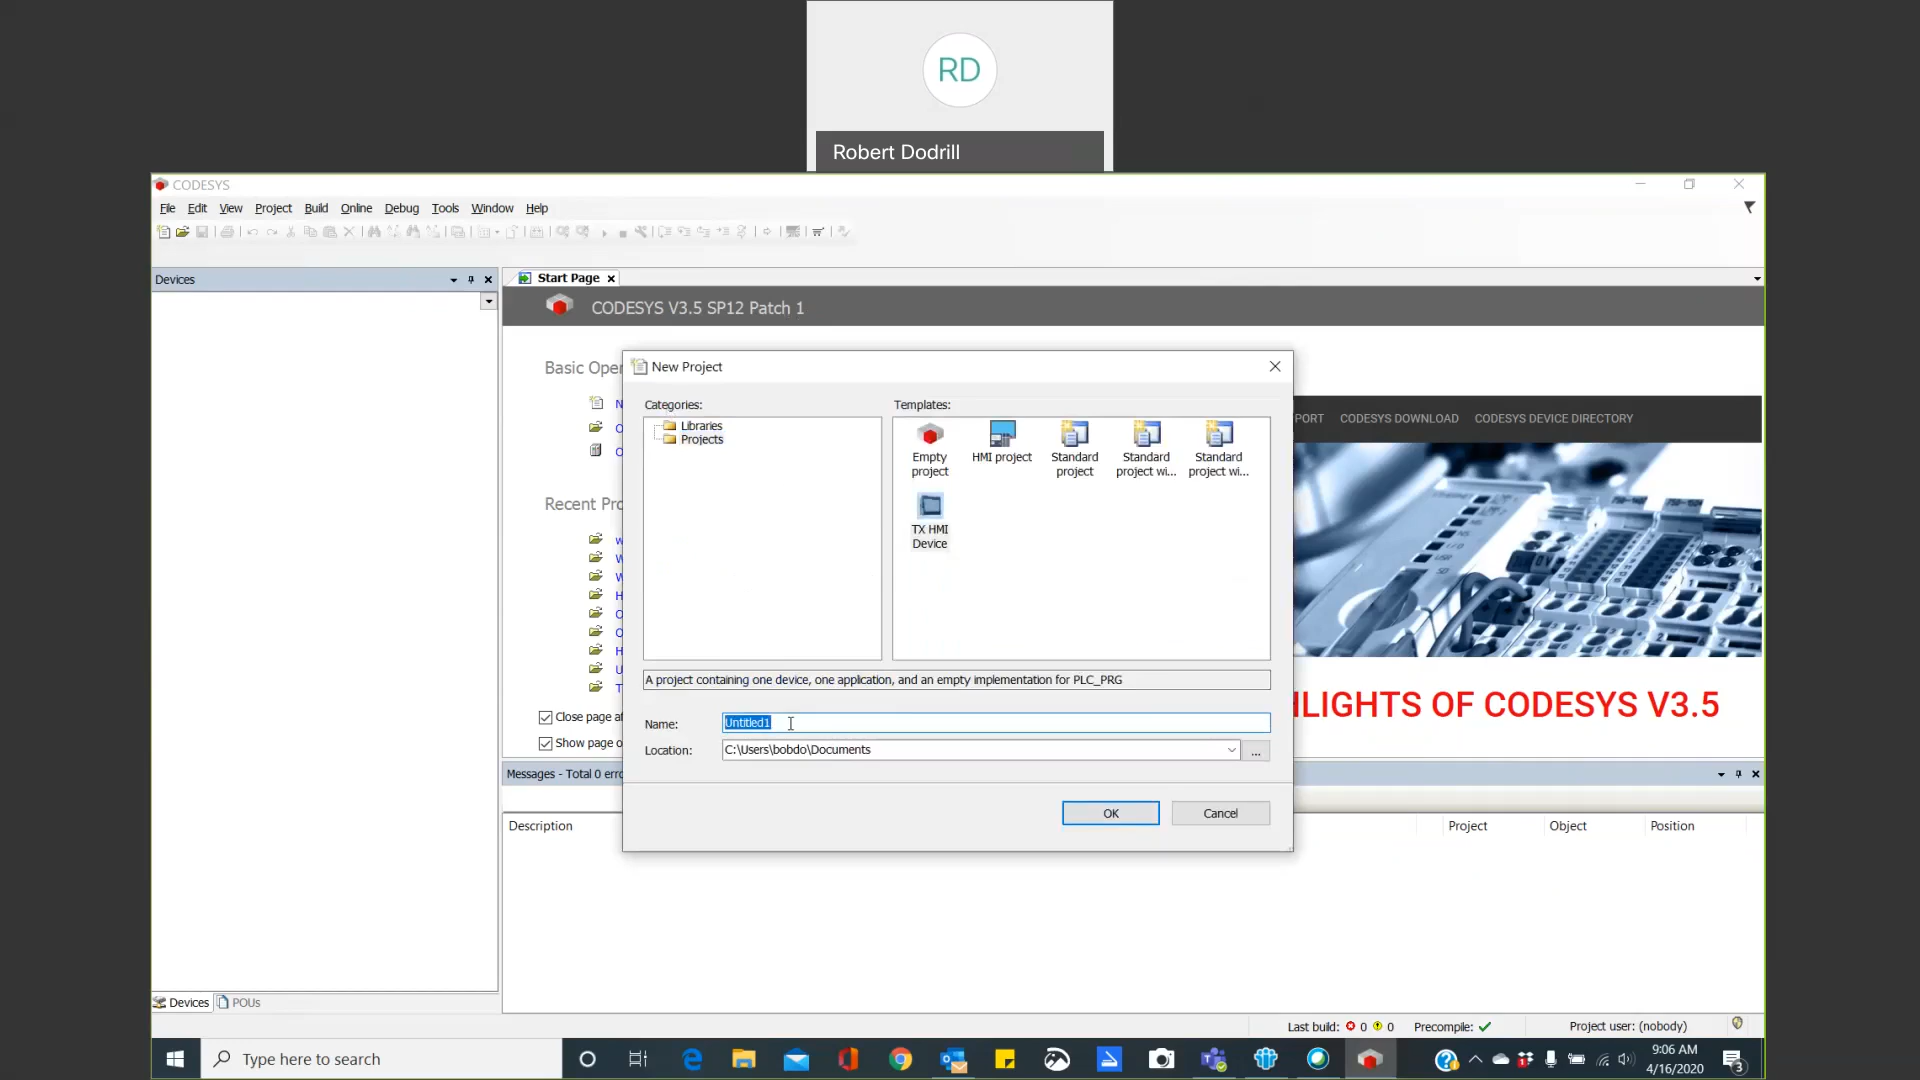 RD
Robert Dodrill
CODESYS
File Edit View Project Build Online Debug Tools Window Help
Devices
Start Page
CODESYS V3.5 SP12 Patch 1
Basic Oper
New Project
Categories:
Templates:
Libraries
Projects
Empty project
HMI project
Standard project
Standard project wi...
Standard project wi...
TX HMI Device
PORT CODESYS DOWNLOAD CODESYS DEVICE DIRECTORY
N
O
O
Recent Pro
W
W
H
O
O
H
U
T
A project containing one device, one application, and an empty implementation for PLC_PRG
Close page af
Name: Untitled1
HLIGHTS OF CODESYS V3.5
Show page o
Location: C:\Users\bobdo\Documents
...
Messages - Total 0 erro
OK Cancel
Description Project Object Position
Devices POUs
Last build: 0 0 Precompile: Project user: (nobody)
Type here to search
9:06 AM
4/16/2020
3